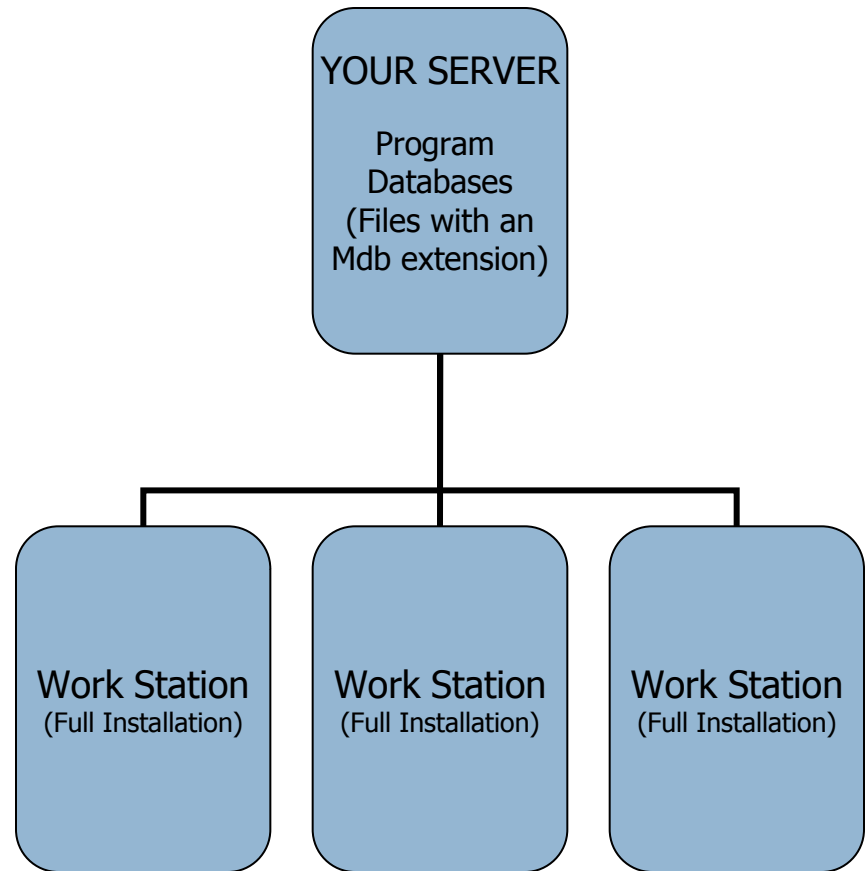 YOUR SERVER
Program
Databases
(Files with an
Mdb extension)
Work Station
(Full Installation)
Work Station
(Full Installation)
Work Station
(Full Installation)